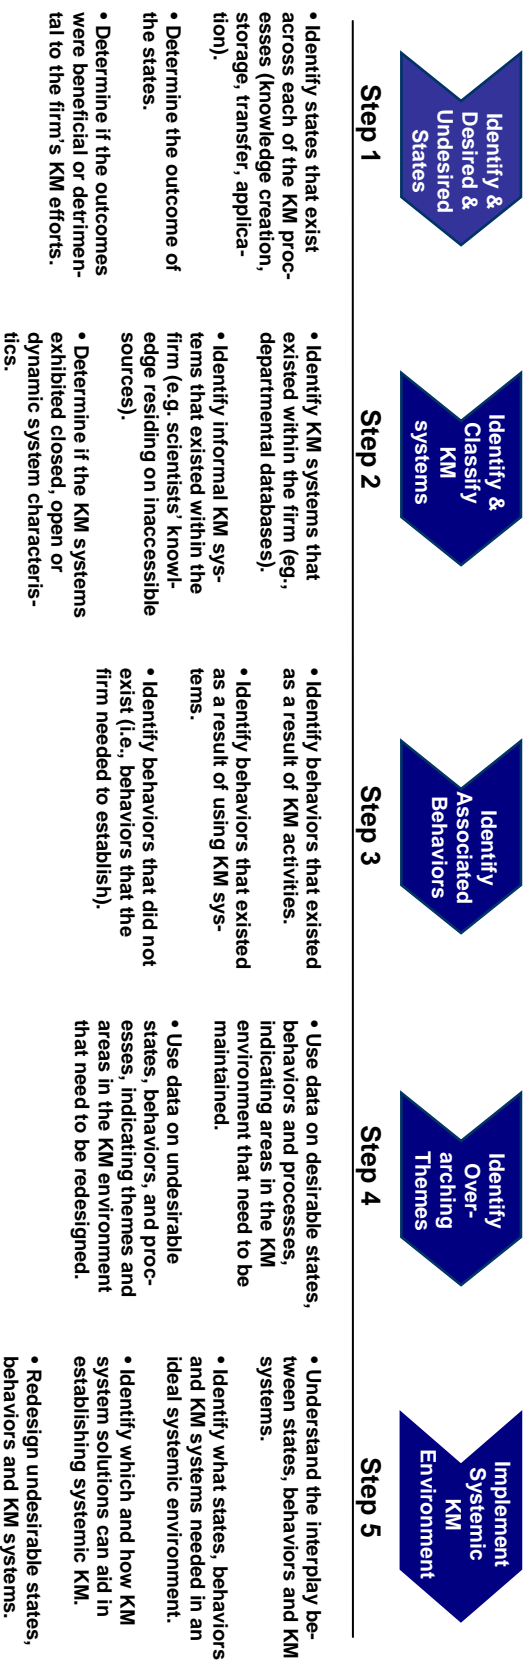 Identify &
Desired &
Undesired
States
Step 1
• Identify states that exist
across each of the KM proc-
esses (knowledge creation,
storage, transfer, applica-
tion).
• Determine the outcome of
the states.
• Determine if the outcomes
were beneficial or detrimen-
tal to the firm's KM efforts.
Identify &
Classify
KM
systems
Step 2
• Identify KM systems that
existed within the firm (eg.,
departmental databases).
• Identify informal KM sys-
tems that existed within the
firm (e.g. scientists' knowl-
edge residing on inaccessible
sources).
• Determine if the KM systems
exhibited closed, open or
dynamic system characteris-
tics.
Identify
Associated
Behaviors
Step 3
• Identify behaviors that existed
as a result of KM activities.
• Identify behaviors that existed
as a result of using KM sys-
tems.
• Identify behaviors that did not
exist (i.e., behaviors that the
firm needed to establish).
Identify
Over-
arching
Themes
Step 4
• Use data on desirable states,
behaviors and processes,
indicating areas in the KM
environment that need to be
maintained.
• Use data on undesirable
states, behaviors, and proc-
esses, indicating themes and
areas in the KM environment
that need to be redesigned.
Implement
Systemic
KM
Environment
Step 5
• Understand the interplay be-
tween states, behaviors and KM
systems.
• Identify what states, behaviors
and KM systems needed in an
ideal systemic environment.
• Identify which and how KM
system solutions can aid in
establishing systemic KM.
• Redesign undesirable states,
behaviors and KM systems.